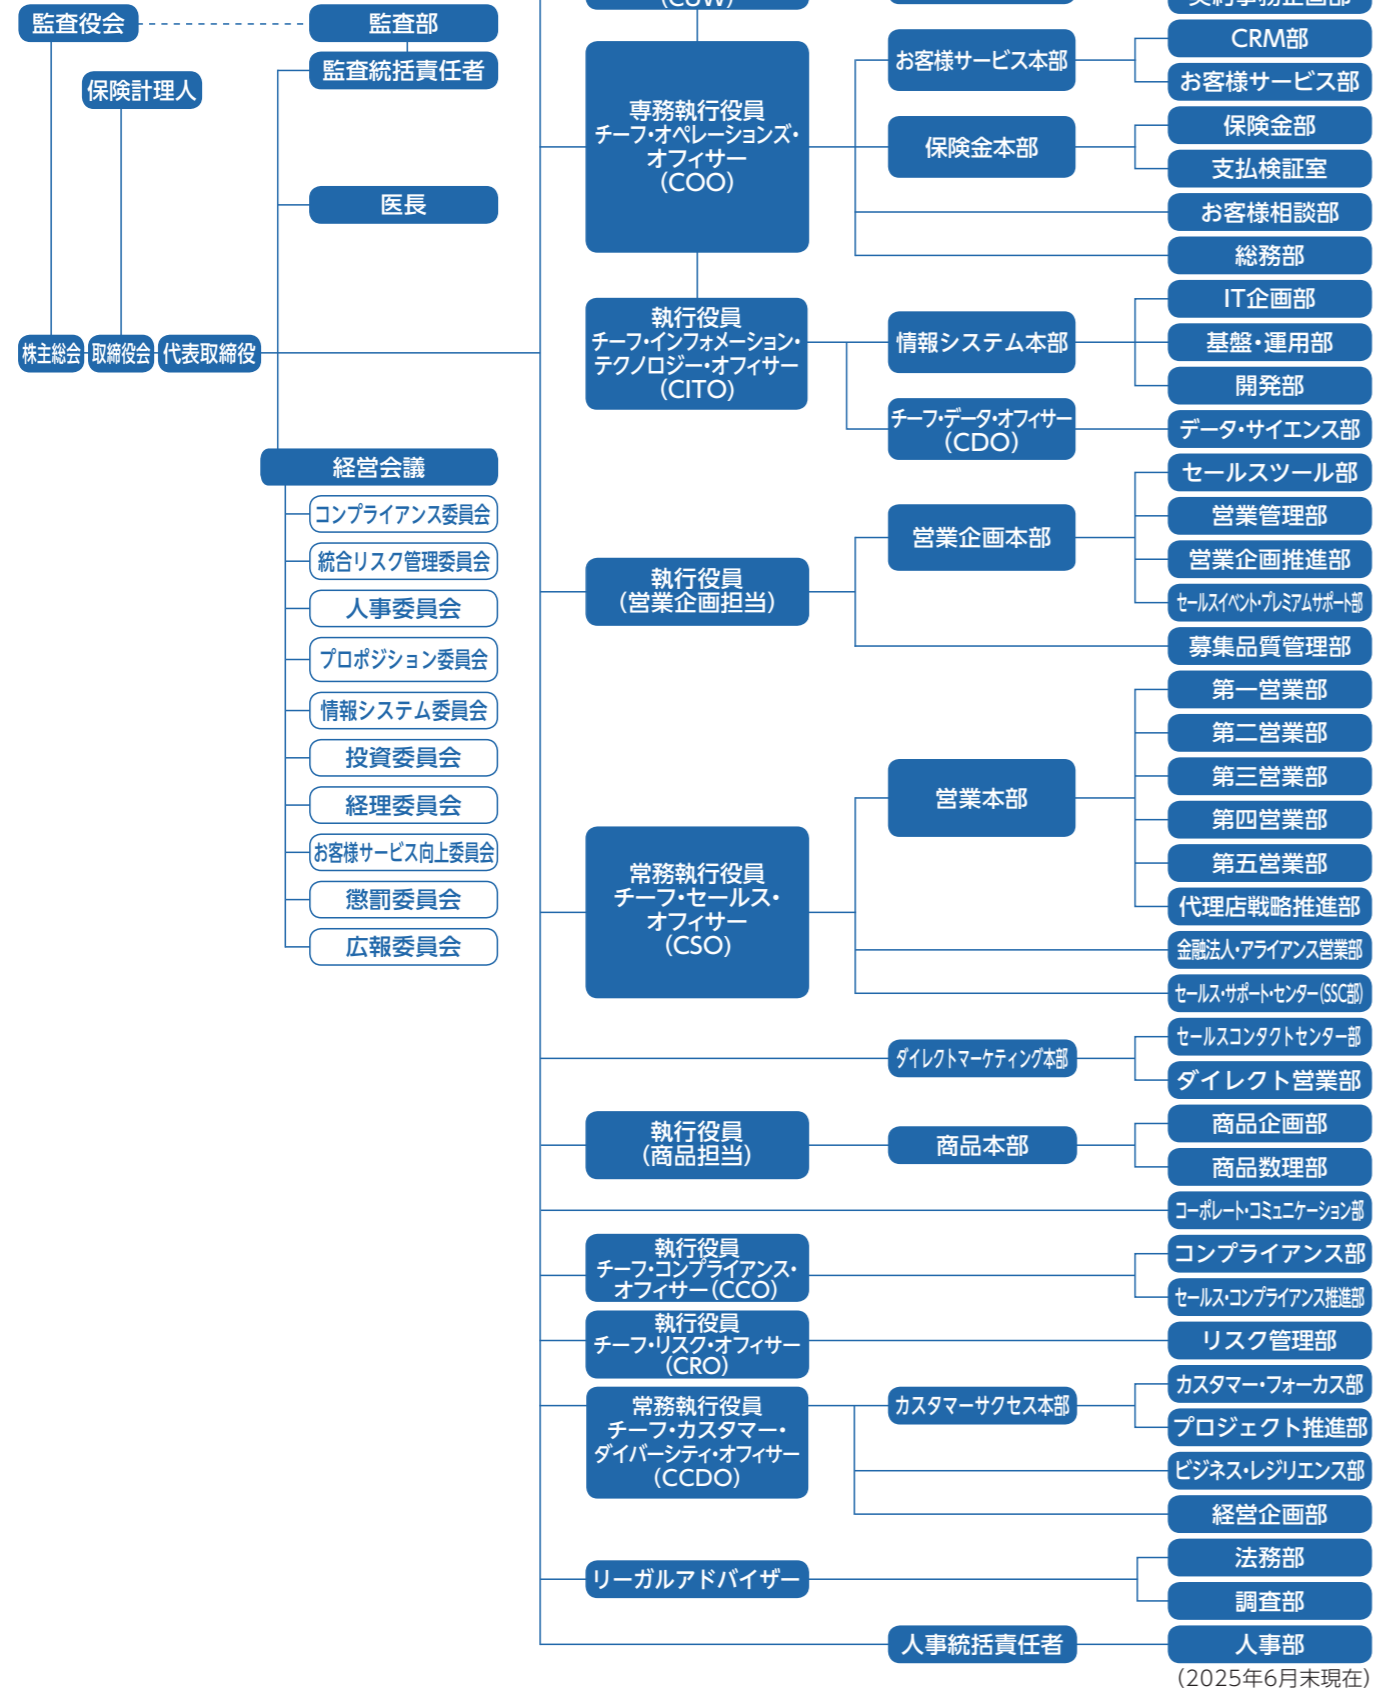 監査役会
監査部
監査統括責任者
保険計理人
医長
株主総会
取締役会
代表取締役
経営会議
コンプライアンス委員会
統合リスク管理委員会
人事委員会
プロポジション委員会
情報システム委員会
投資委員会
経理委員会
お客様サービス向上委員会
懲罰委員会
広報委員会
専務執行役員
チーフ・オペレーションズ・
オフィサー
(COO)
お客様サービス本部
CRM部
お客様サービス部
保険金本部
保険金部
支払検証室
お客様相談部
総務部
執行役員
チーフ・インフォメーション・
テクノロジー・オフィサー
(CITO)
情報システム本部
IT企画部
基盤・運用部
開発部
チーフ・データ・オフィサー
(CDO)
データ・サイエンス部
執行役員
(営業企画担当)
営業企画本部
セールスツール部
営業管理部
営業企画推進部
セールスイベント・プレミアムサポート部
募集品質管理部
常務執行役員
チーフ・セールス・
オフィサー
(CSO)
営業本部
第一営業部
第二営業部
第三営業部
第四営業部
第五営業部
代理店戦略推進部
金融法人・アライアンス営業部
セールス・サポート・センター(SSC部)
ダイレクトマーケティング本部
セールスコンタクトセンター部
ダイレクト営業部
執行役員
(商品担当)
商品本部
商品企画部
商品数理部
コーポレート・コミュニケーション部
執行役員
チーフ・コンプライアンス・
オフィサー(CCO)
コンプライアンス部
セールス・コンプライアンス推進部
執行役員
チーフ・リスク・オフィサー
(CRO)
リスク管理部
常務執行役員
チーフ・カスタマー・
ダイバーシティ・オフィサー
(CCDO)
カスタマーサクセス本部
カスタマー・フォーカス部
プロジェクト推進部
ビジネス・レジリエンス部
経営企画部
リーガルアドバイザー
法務部
調査部
人事統括責任者
人事部
(2025年6月末現在)